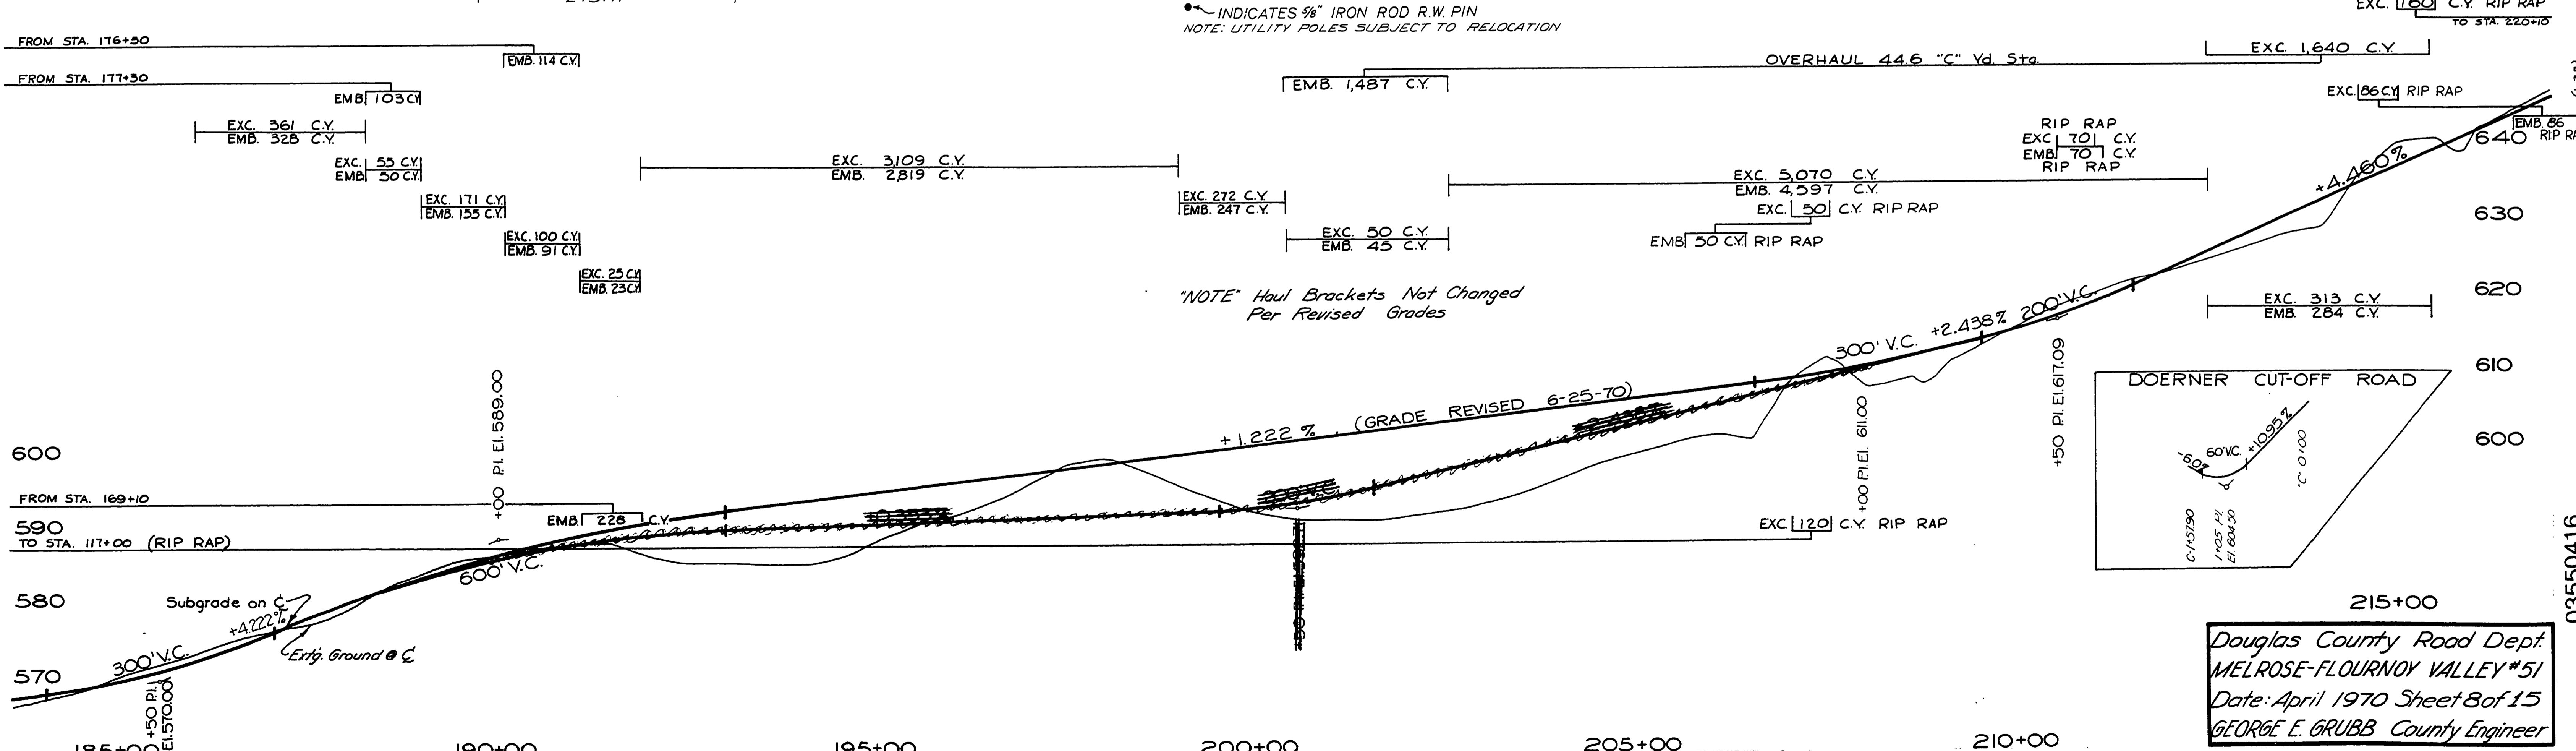 INDICATES 5/8" IRON ROD R.W. PIN
NOTE: UTILITY POLES SUBJECT TO RELOCATION
EXC. 160 C.Y. RIP RAP
TO STA. 220+10
FROM STA. 176+50
EMB. 114 C.Y.
OVERHAUL 44.6 "C" Yd. Sta.
EXC. 1,640 C.Y.
FROM STA. 177+30
EMB. 103 C.Y.
EMB. 1,487 C.Y.
EXC. 86 C.Y. RIP RAP
EMB. 86
RIP RA
EXC. 361 C.Y.
EMB. 328 C.Y.
RIP RAP
EXC. 70 C.Y.
EMB. 70 C.Y.
RIP RAP
640
EXC. 55 C.Y.
EMB. 50 C.Y.
EXC. 3,109 C.Y.
EMB. 2,819 C.Y.
EXC. 5,070 C.Y.
EMB. 4,597 C.Y.
+4.460%
EXC. 171 C.Y.
EMB. 155 C.Y.
EXC. 272 C.Y.
EMB. 247 C.Y.
EXC. 50 C.Y. RIP RAP
630
EXC. 100 C.Y.
EMB. 91 C.Y.
EXC. 50 C.Y.
EMB. 45 C.Y.
EMB. 50 C.Y. RIP RAP
EXC. 25 C.Y.
EMB. 23 C.Y.
"NOTE" Haul Brackets Not Changed
Per Revised Grades
620
EXC. 313 C.Y.
EMB. 284 C.Y.
200' V.C.
+2.438%
300' V.C.
610
+00 P.I. El. 589.00
+1.222% (GRADE REVISED 6-25-70)
+00 P.I. El. 611.00
+50 P.I. El. 617.09
DOERNER CUT-OFF ROAD
60' V.C.
+10.95%
"C" 0+00
1+05 P.I.
El. 604.50
600
600
FROM STA. 169+10
EMB. 228 C.Y.
590
TO STA. 117+00 (RIP RAP)
EXC. 120 C.Y. RIP RAP
600' V.C.
580
Subgrade on ℄
+4.222%
Extg. Ground @ ℄
300' V.C.
570
+50 P.I.
El. 570.00
215+00
03550416
Douglas County Road Dept.
MELROSE-FLOURNOY VALLEY #51
Date: April 1970 Sheet 8 of 15
GEORGE E. GRUBB County Engineer
185+00
190+00
195+00
200+00
205+00
210+00